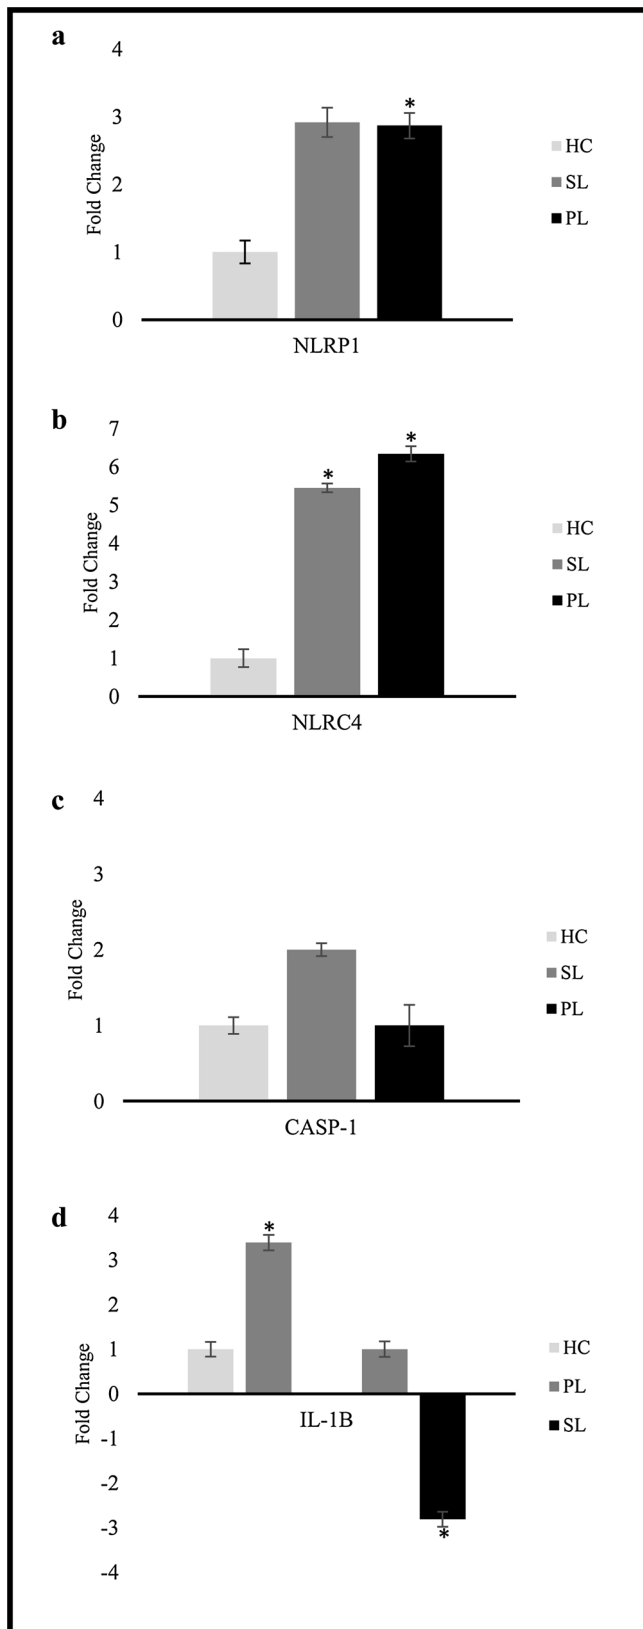 a
4
3
2
1
0
Fold Change
*
HC
SL
PL
NLRP1
b
7
6
5
4
3
2
1
0
Fold Change
*
*
HC
SL
PL
NLRC4
c
4
3
2
1
0
Fold Change
HC
SL
PL
CASP-1
d
4
3
2
1
0
-1
-2
-3
-4
Fold Change
*
*
HC
PL
SL
IL-1B